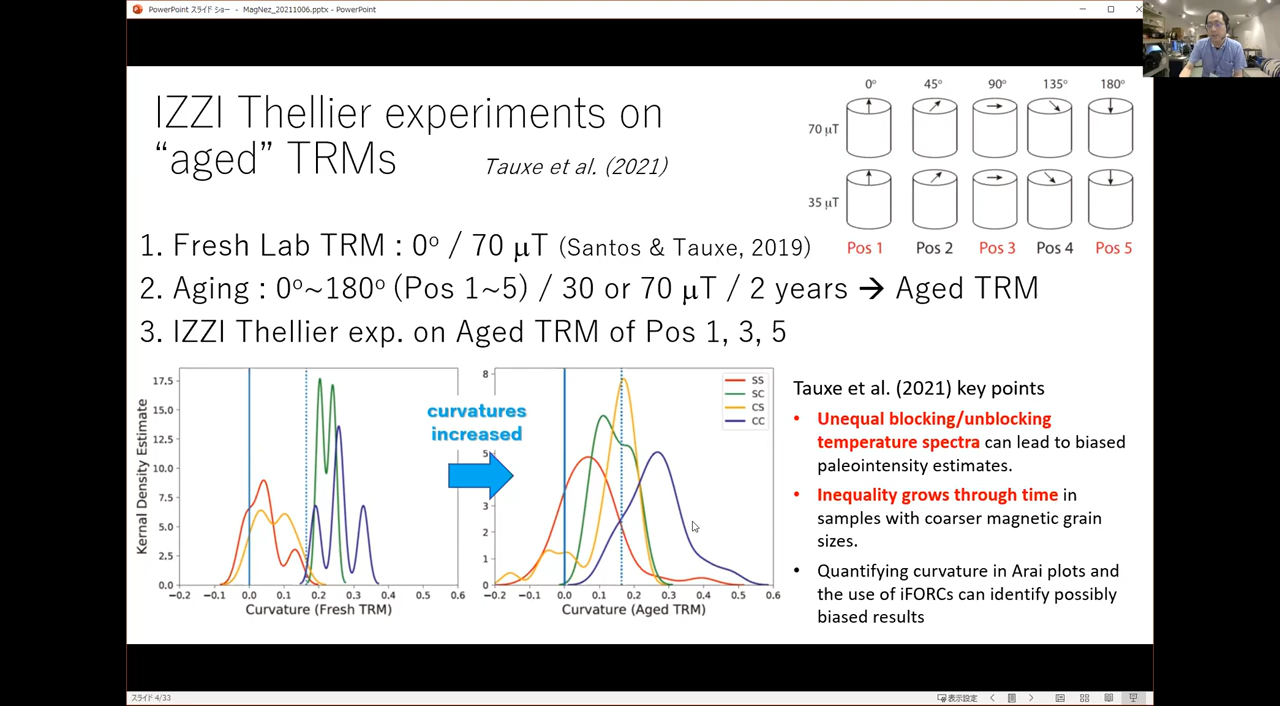 PowerPoint スライド ショー - MagNez_20211006.pptx - PowerPoint
IZZI Thellier experiments on
“aged” TRMs
Tauxe et al. (2021)
0o 45o 90o 135o 180o
70 μT
35 μT
Pos 1 Pos 2 Pos 3 Pos 4 Pos 5
1. Fresh Lab TRM : 0o / 70 μT (Santos & Tauxe, 2019)
2. Aging : 0o~180o (Pos 1~5) / 30 or 70 μT / 2 years → Aged TRM
3. IZZI Thellier exp. on Aged TRM of Pos 1, 3, 5
Kernal Density Estimate
17.5
15.0
12.5
10.0
7.5
5.0
2.5
0.0
−0.2 −0.1 0.0 0.1 0.2 0.3 0.4 0.5 0.6
Curvature (Fresh TRM)
curvatures
increased
8
5
3
2
1
0
−0.2 −0.1 0.0 0.1 0.2 0.3 0.4 0.5 0.6
Curvature (Aged TRM)
SS
SC
CS
CC
Tauxe et al. (2021) key points
• Unequal blocking/unblocking
temperature spectra can lead to biased
paleointensity estimates.
• Inequality grows through time in
samples with coarser magnetic grain
sizes.
• Quantifying curvature in Arai plots and
the use of iFORCs can identify possibly
biased results
スライド 4/33
表示設定